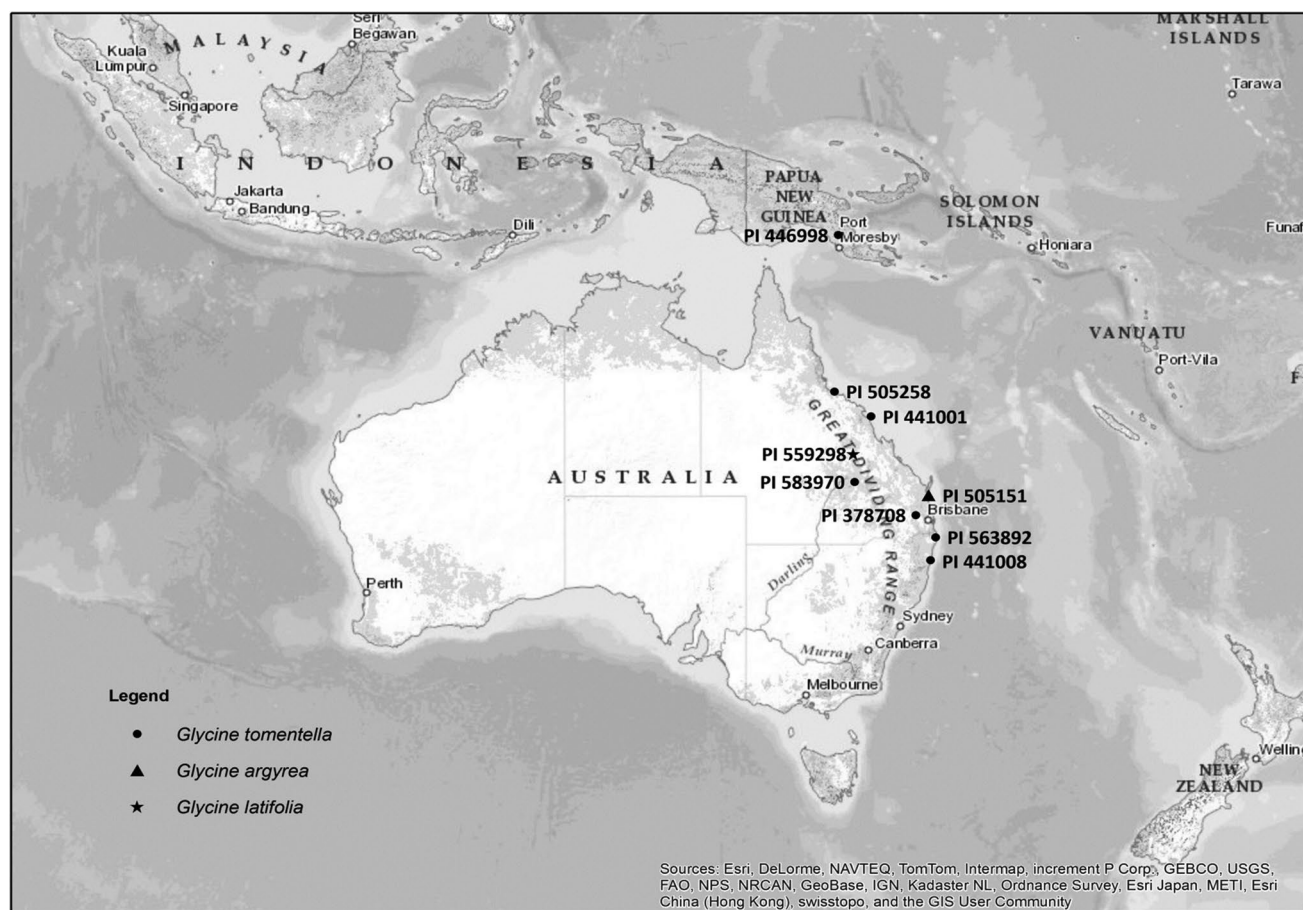 MARSHALL
ISLANDS
Seri
Begawan
MALAYSIA
Kuala
Lumpur
Singapore
Tarawa
INDONESIA
Jakarta
Bandung
Dili
PAPUA
NEW
GUINEA
Port
Moresby
PI 446998
SOLOMON
ISLANDS
Honiara
Funaf
VANUATU
Port-Vila
F
PI 505258
PI 441001
GREAT DIVIDING RANGE
PI 559298
AUSTRALIA
PI 583970
PI 505151
Brisbane
PI 378708
PI 563892
PI 441008
Darling
Perth
Sydney
Canberra
Murray
Melbourne
Welling
NEW
ZEALAND
Legend
Glycine tomentella
Glycine argyrea
Glycine latifolia
Sources: Esri, DeLorme, NAVTEQ, TomTom, Intermap, increment P Corp., GEBCO, USGS,
FAO, NPS, NRCAN, GeoBase, IGN, Kadaster NL, Ordnance Survey, Esri Japan, METI, Esri
China (Hong Kong), swisstopo, and the GIS User Community